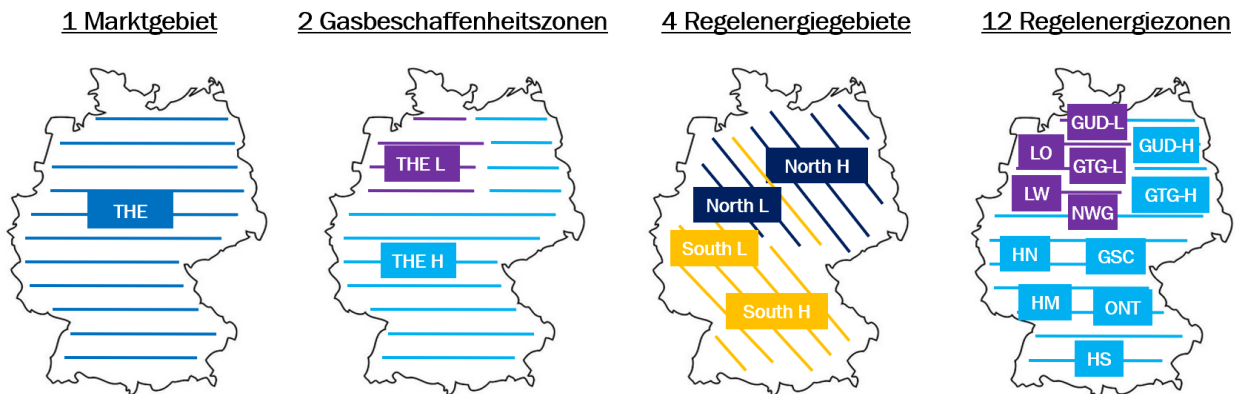 1 Marktgebiet
2 Gasbeschaffenheitszonen
4 Regelenergiegebiete
12 Regelenergiezonen
THE
THE L
THE H
North H
North L
South L
South H
GUD-L
GUD-H
LO
GTG-L
LW
GTG-H
NWG
HN
GSC
HM
ONT
HS